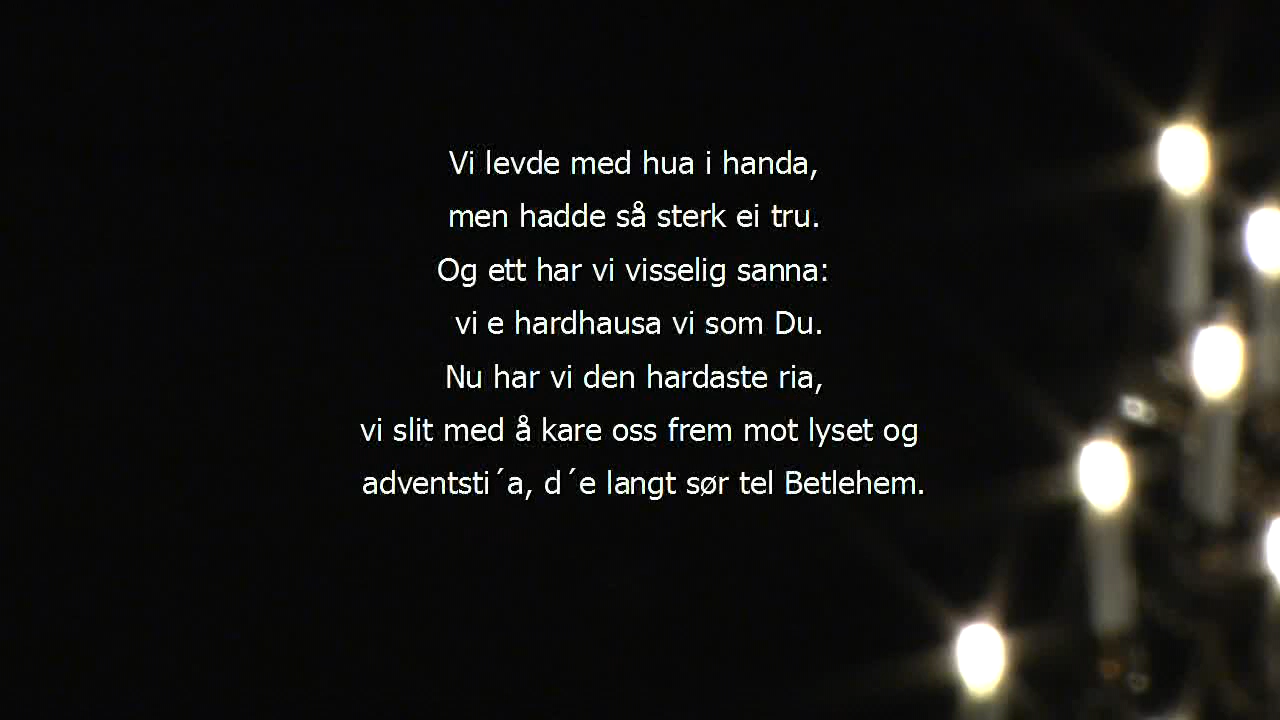 Vi levde med hua i handa,
men hadde så sterk ei tru.
Og ett har vi visselig sanna:
vi e hardhausa vi som Du.
Nu har vi den hardaste ria,
vi slit med å kare oss frem mot lyset og
adventsti´a, d´e langt sør tel Betlehem.